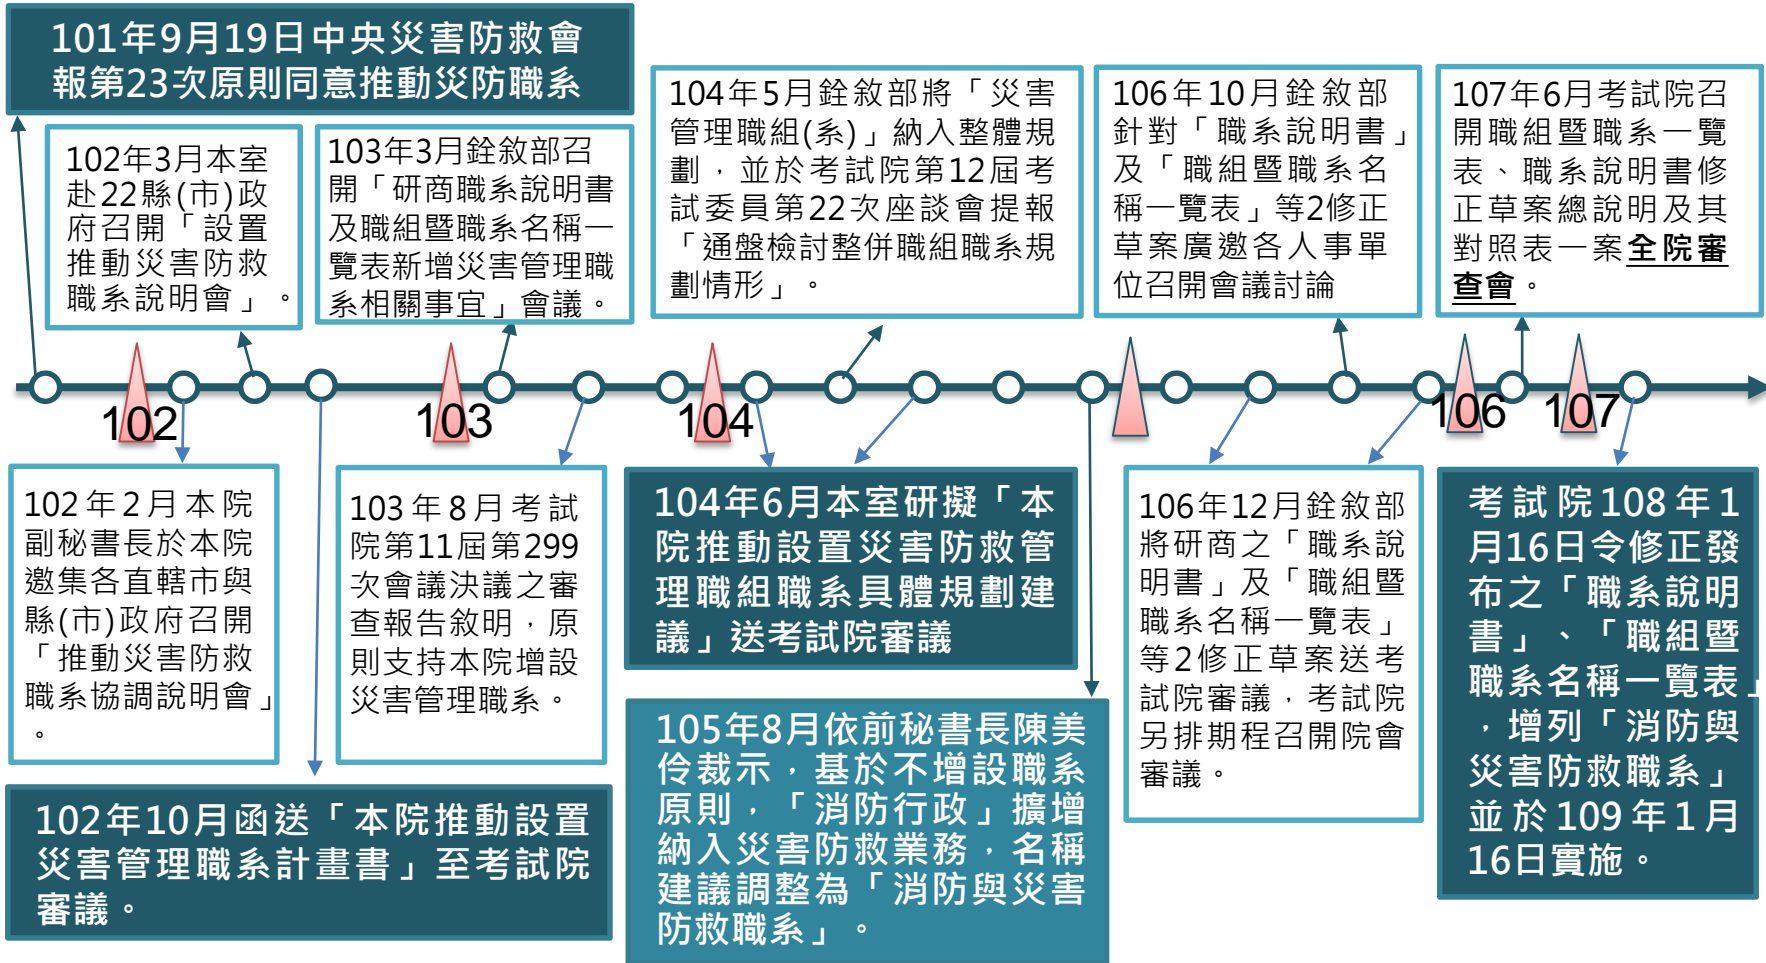 101年9月19日中央災害防救會
報第23次原則同意推動災防職系
102年3月本室
赴22縣(市)政
府召開「設置
推動災害防救
職系說明會」。
103年3月銓敘部召
開「研商職系說明書
及職組暨職系名稱一
覽表新增災害管理職
系相關事宜」會議。
104年5月銓敘部將「災害
管理職組(系)」納入整體規
劃，並於考試院第12屆考
試委員第22次座談會提報
「通盤檢討整併職組職系規
劃情形」。
106年10月銓敘部
針對「職系說明書」
及「職組暨職系名
稱一覽表」等2修正
草案廣邀各人事單
位召開會議討論
107年6月考試院召
開職組暨職系一覽
表、職系說明書修
正草案總說明及其
對照表一案全院審
查會。
102
103
104
106
107
102年2月本院
副秘書長於本院
邀集各直轄市與
縣(市)政府召開
「推動災害防救
職系協調說明會」
。
103年8月考試
院第11屆第299
次會議決議之審
查報告敘明，原
則支持本院增設
災害管理職系。
104年6月本室研擬「本
院推動設置災害防救管
理職組職系具體規劃建
議」送考試院審議
106年12月銓敘部
將研商之「職系說
明書」及「職組暨
職系名稱一覽表」
等2修正草案送考
試院審議，考試院
另排期程召開院會
審議。
考試院108年1
月16日令修正發
布之「職系說明
書」、「職組暨
職系名稱一覽表」
，增列「消防與
災害防救職系」
並於109年1月
16日實施。
102年10月函送「本院推動設置
災害管理職系計畫書」至考試院
審議。
105年8月依前秘書長陳美
伶裁示，基於不增設職系
原則，「消防行政」擴增
納入災害防救業務，名稱
建議調整為「消防與災害
防救職系」。